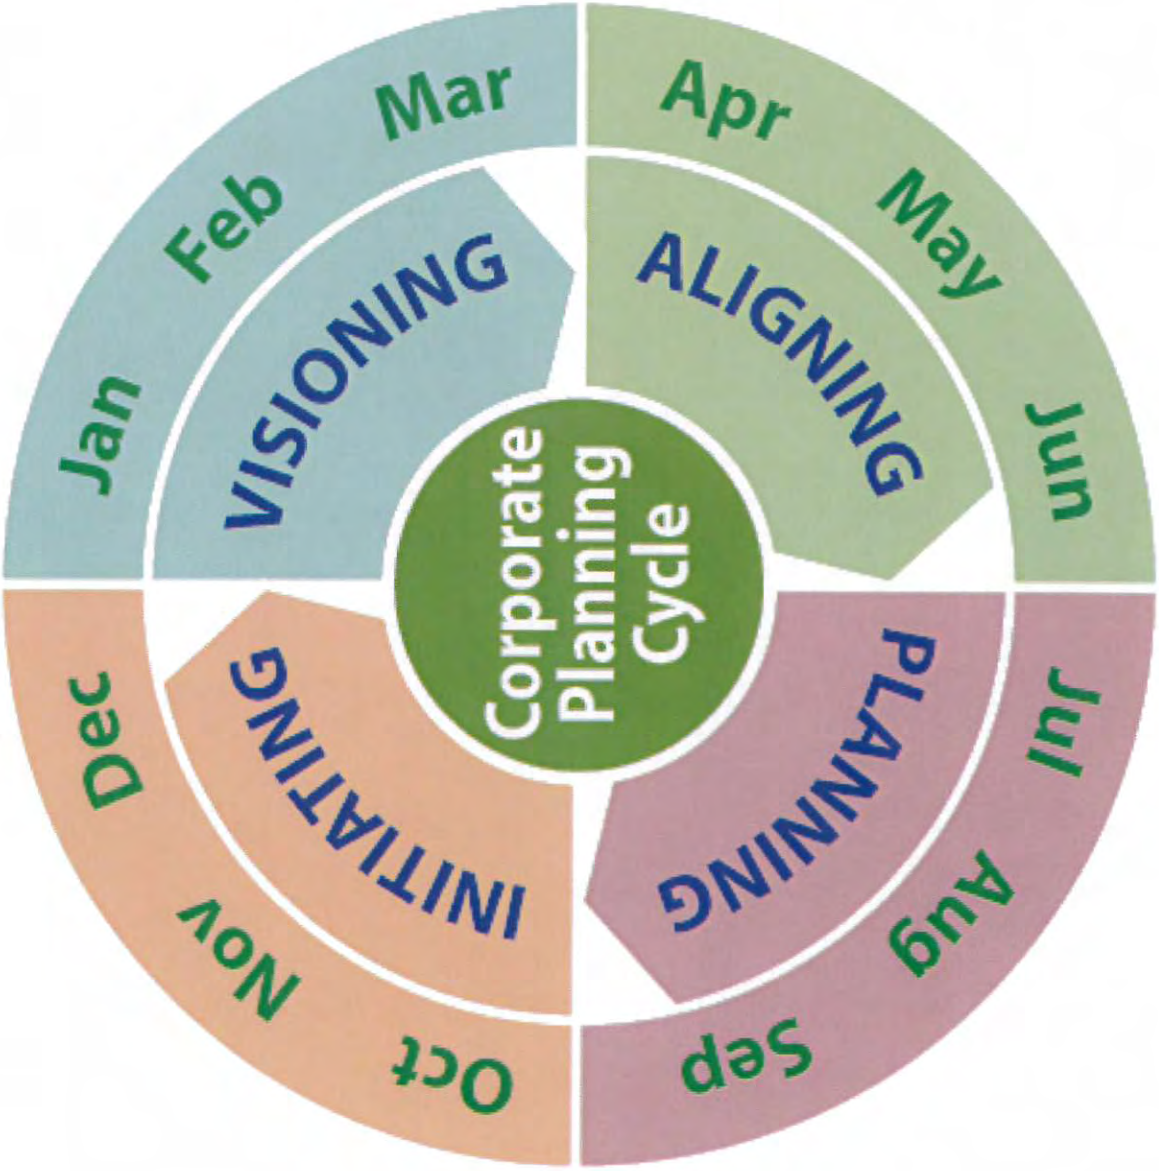 Corporate
Planning
Cycle
VISIONING
Jan
Feb
Mar
ALIGNING
Apr
May
Jun
PLANNING
Jul
Aug
Sep
INITIATING
Oct
Nov
Dec